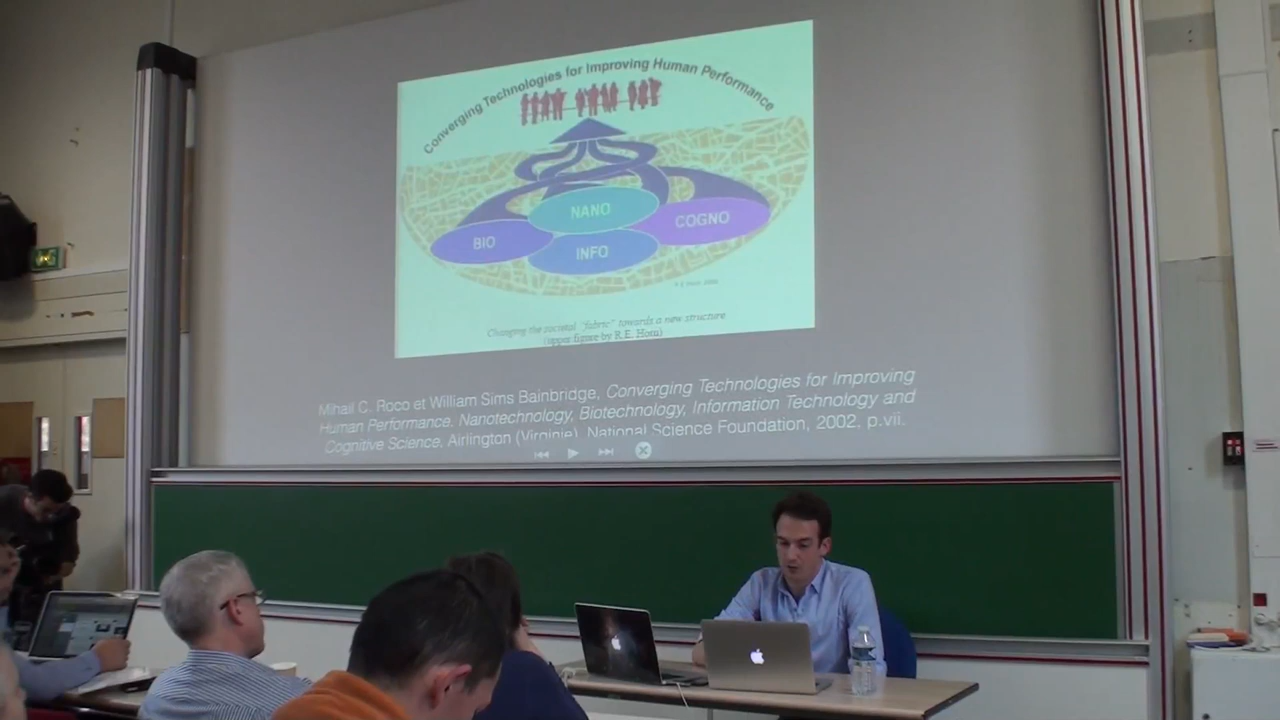 Converging Technologies for Improving Human Performance
NANO
COGNO
BIO
INFO
Changing the societal "fabric" towards a new structure
(upper figure by R.E. Horn)
Mihail C. Roco et William Sims Bainbridge, Converging Technologies for Improving
Human Performance. Nanotechnology, Biotechnology, Information Technology and
Cognitive Science, Airlington (Virginie), National Science Foundation, 2002, p.vii.